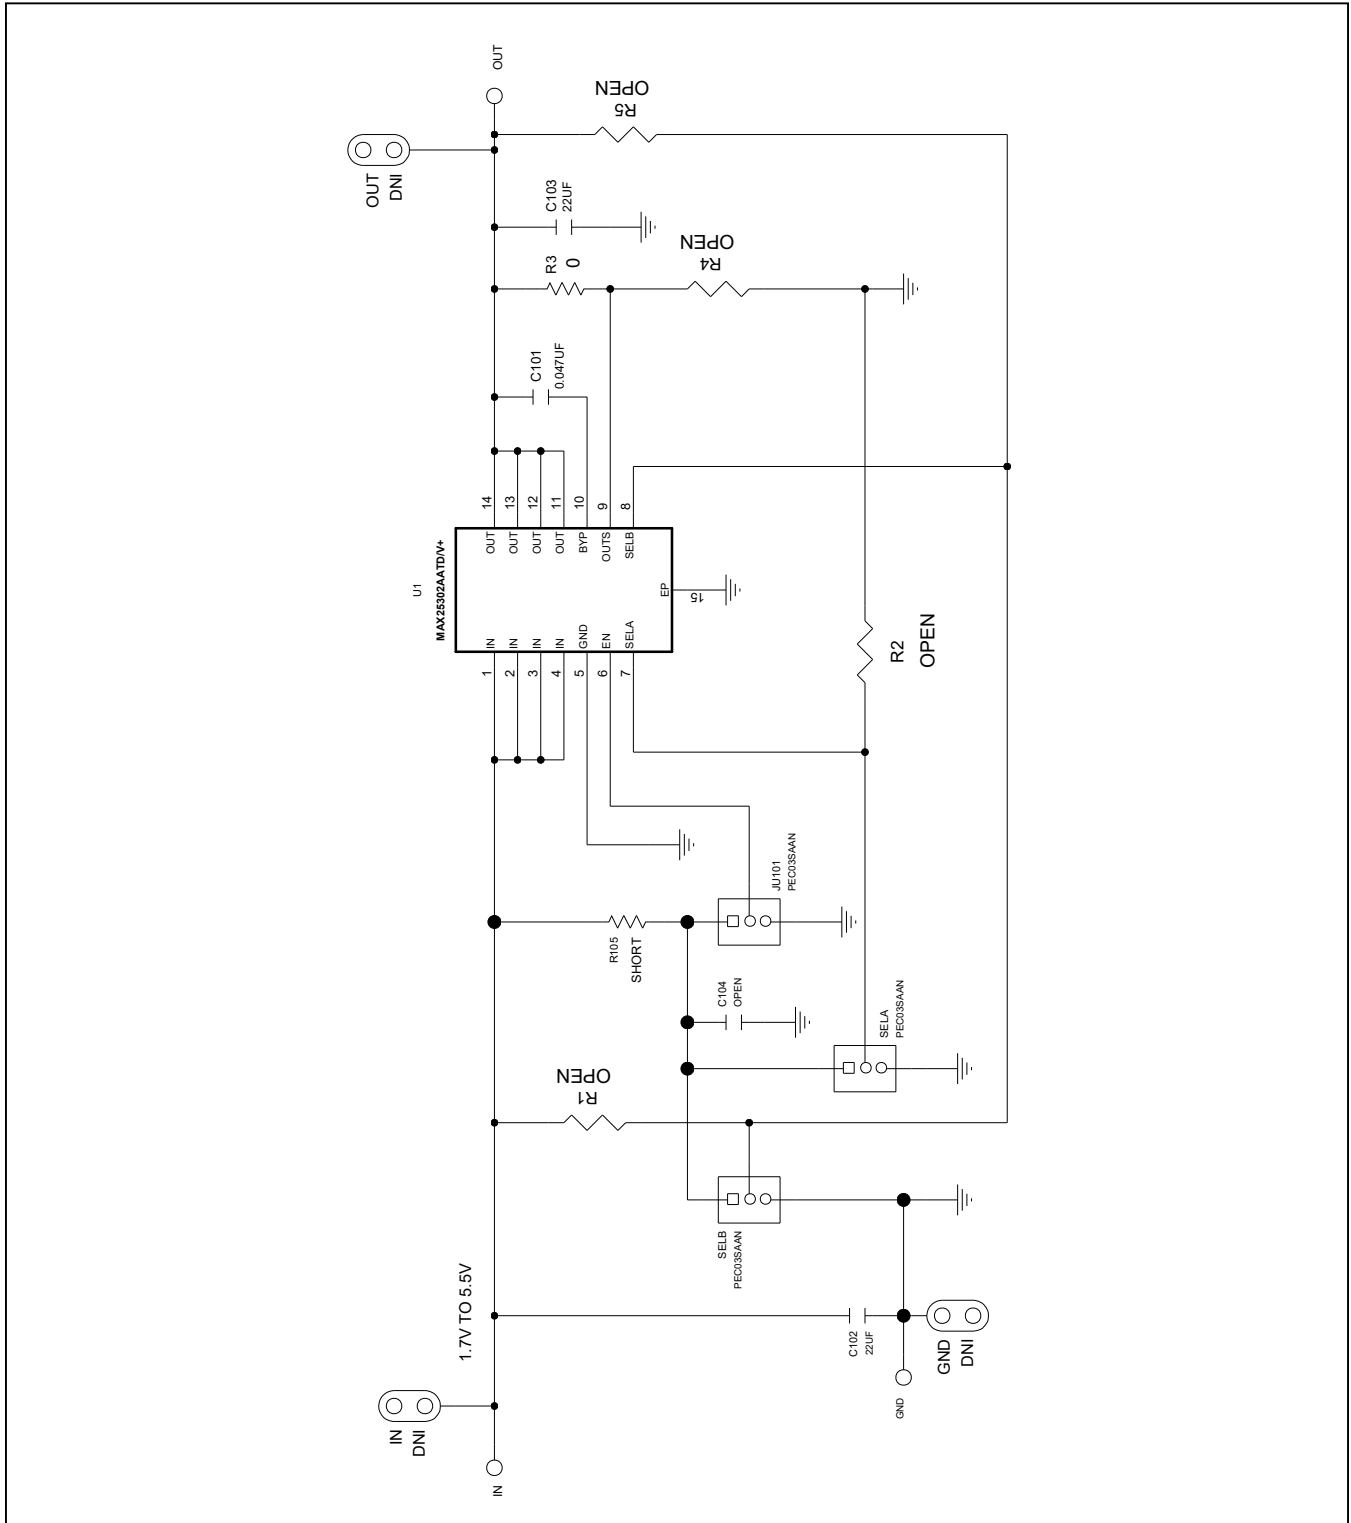 OUT
OUT
DNI
R5
OPEN
C103
22UF
R3
0
R4
OPEN
C101
0.047UF
U1
MAX25302AATD/V+
14
13
12
11
10
9
8
OUT
OUT
OUT
OUT
BYP
OUTS
SELB
EP
15
IN
IN
IN
IN
GND
EN
SELA
1
2
3
4
5
6
7
R2
OPEN
JU101
PEC03SAAN
R105
SHORT
C104
OPEN
SELA
PEC03SAAN
R1
OPEN
SELB
PEC03SAAN
1.7V TO 5.5V
C102
22UF
GND
DNI
GND
IN
DNI
IN